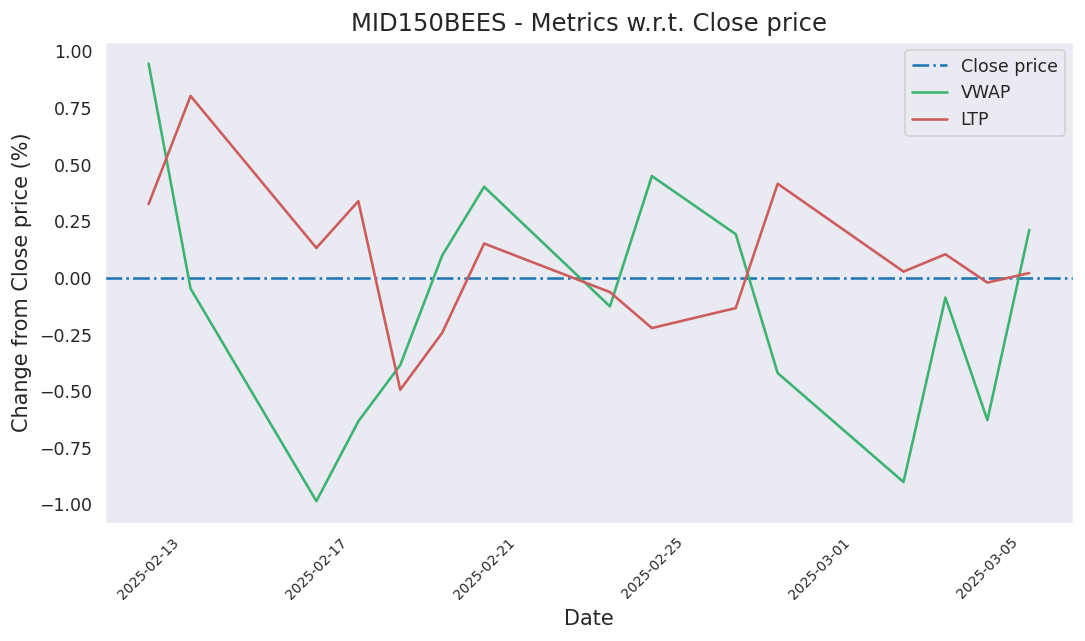 MID150BEES - Metrics w.r.t. Close price
Close price
VWAP
LTP
Change from Close price (%)
1.00
0.75
0.50
0.25
0.00
−0.25
−0.50
−0.75
−1.00
2025-02-13
2025-02-17
2025-02-21
2025-02-25
2025-03-01
2025-03-05
Date